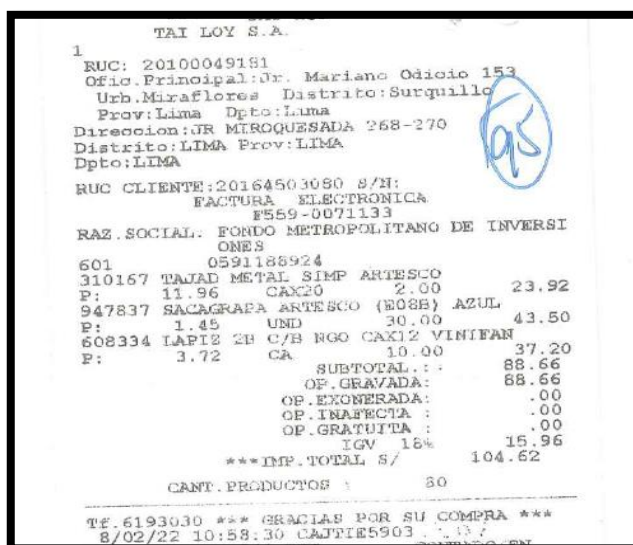 TAI LOY S.A.
1
RUC: 20100049181
Ofic.Principal:Jr. Mariano Odicio 153
Urb.Miraflores Distrito:Surquillo
Prov:Lima Dpto:Lima
Direccion:JR MIROQUESADA 268-270
Distrito:LIMA Prov:LIMA
Dpto:LIMA
RUC CLIENTE:20164503080 S/N:
FACTURA ELECTRONICA
F559-0071133
RAZ.SOCIAL: FONDO METROPOLITANO DE INVERSI
ONES
601 0591188924
310167 TAJAD METAL SIMP ARTESCO
P: 11.96 CAX20 2.00 23.92
947837 SACAGRAPA ARTESCO (E08B) AZUL
P: 1.45 UND 30.00 43.50
608334 LAPIZ 2B C/B NGO CAX12 VINIFAN
P: 3.72 CA 10.00 37.20
SUBTOTAL.: 88.66
OP.GRAVADA: 88.66
OP.EXONERADA: .00
OP.INAFECTA : .00
OP.GRATUITA : .00
IGV 18% 15.96
***IMP.TOTAL S/ 104.62
CANT.PRODUCTOS :
Tf.6193030 *** GRACIAS POR SU COMPRA ***
8/02/22 10:58:30